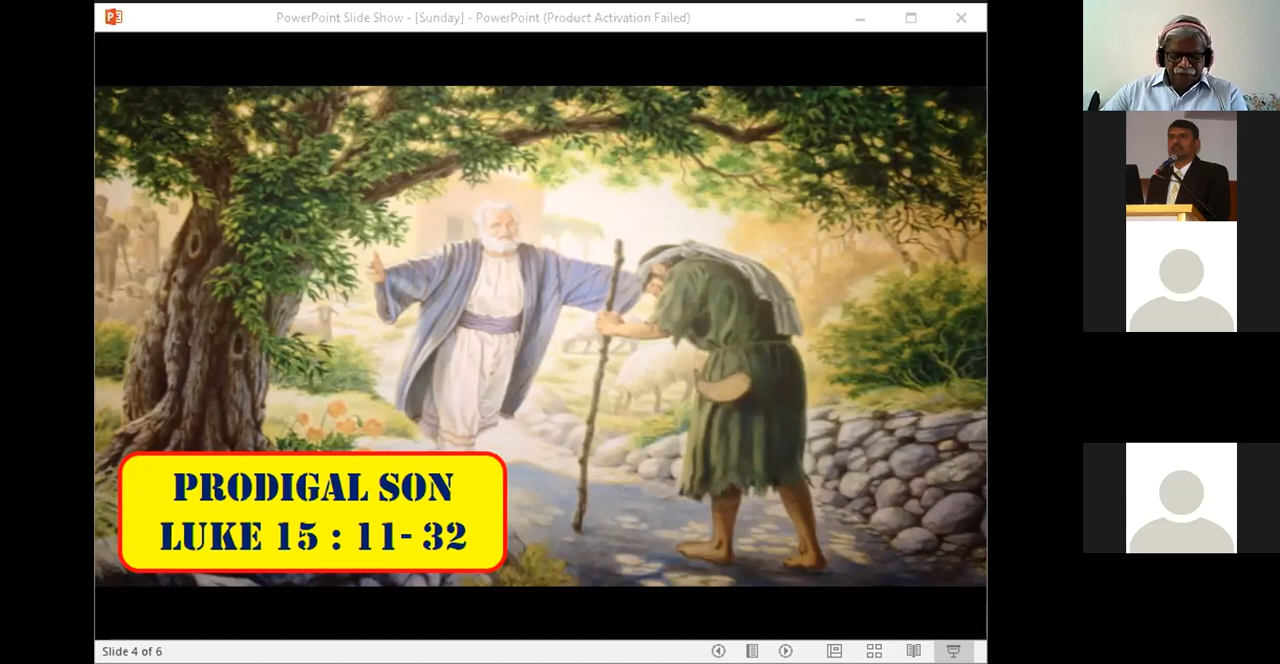 PowerPoint Slide Show - [Sunday] - PowerPoint (Product Activation Failed)
PRODIGAL SON
LUKE 15 : 11- 32
Slide 4 of 6